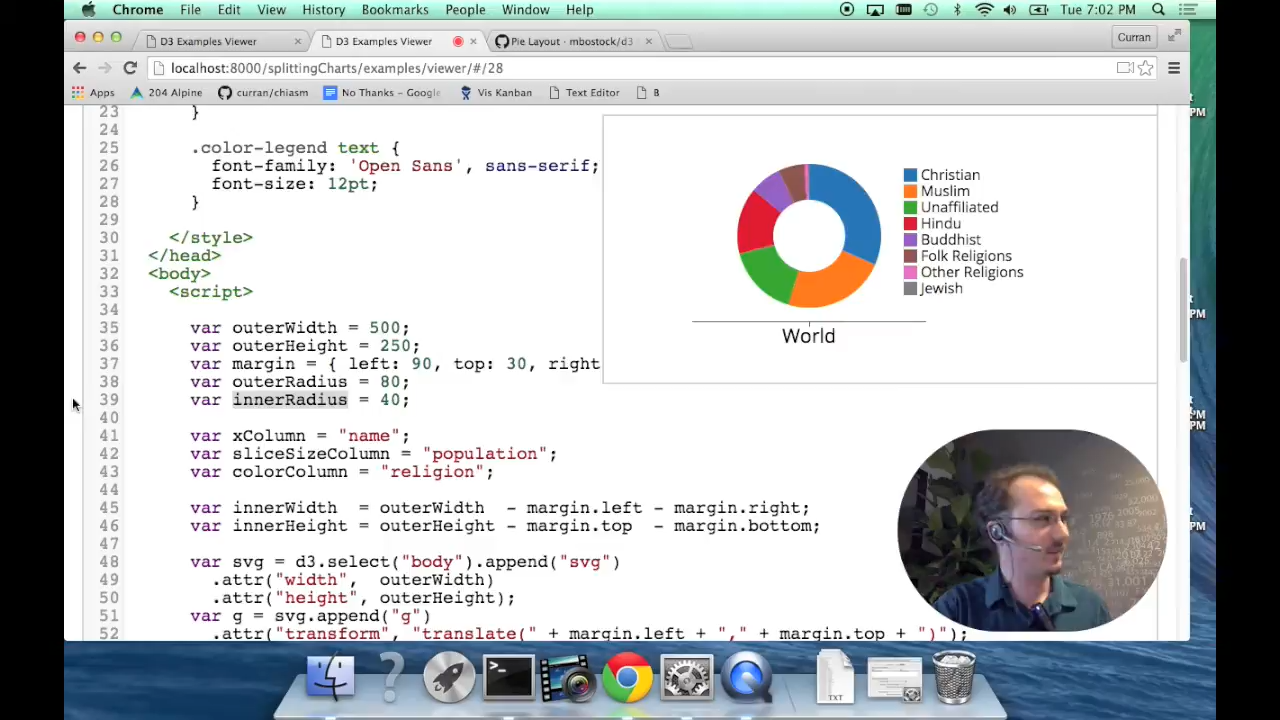 Chrome File Edit View History Bookmarks People Window Help Tue 7:02 PM
D3 Examples Viewer D3 Examples Viewer Pie Layout · mbostock/d3 Curran
localhost:8000/splittingCharts/examples/viewer/#/28
Apps 204 Alpine curran/chiasm No Thanks – Google Vis Kanban Text Editor B
23 }
24
25 .color-legend text {
26 font-family: 'Open Sans', sans-serif;
27 font-size: 12pt;
28 }
29
30 </style>
31 </head>
32 <body>
33 <script>
34
35 var outerWidth = 500;
36 var outerHeight = 250;
37 var margin = { left: 90, top: 30, right
38 var outerRadius = 80;
39 var innerRadius = 40;
40
41 var xColumn = "name";
42 var sliceSizeColumn = "population";
43 var colorColumn = "religion";
44
45 var innerWidth = outerWidth - margin.left - margin.right;
46 var innerHeight = outerHeight - margin.top - margin.bottom;
47
48 var svg = d3.select("body").append("svg")
49 .attr("width", outerWidth)
50 .attr("height", outerHeight);
51 var g = svg.append("g")
52 .attr("transform", "translate(" + margin.left + "," + margin.top + ")");
Christian
Muslim
Unaffiliated
Hindu
Buddhist
Folk Religions
Other Religions
Jewish
World
TXT